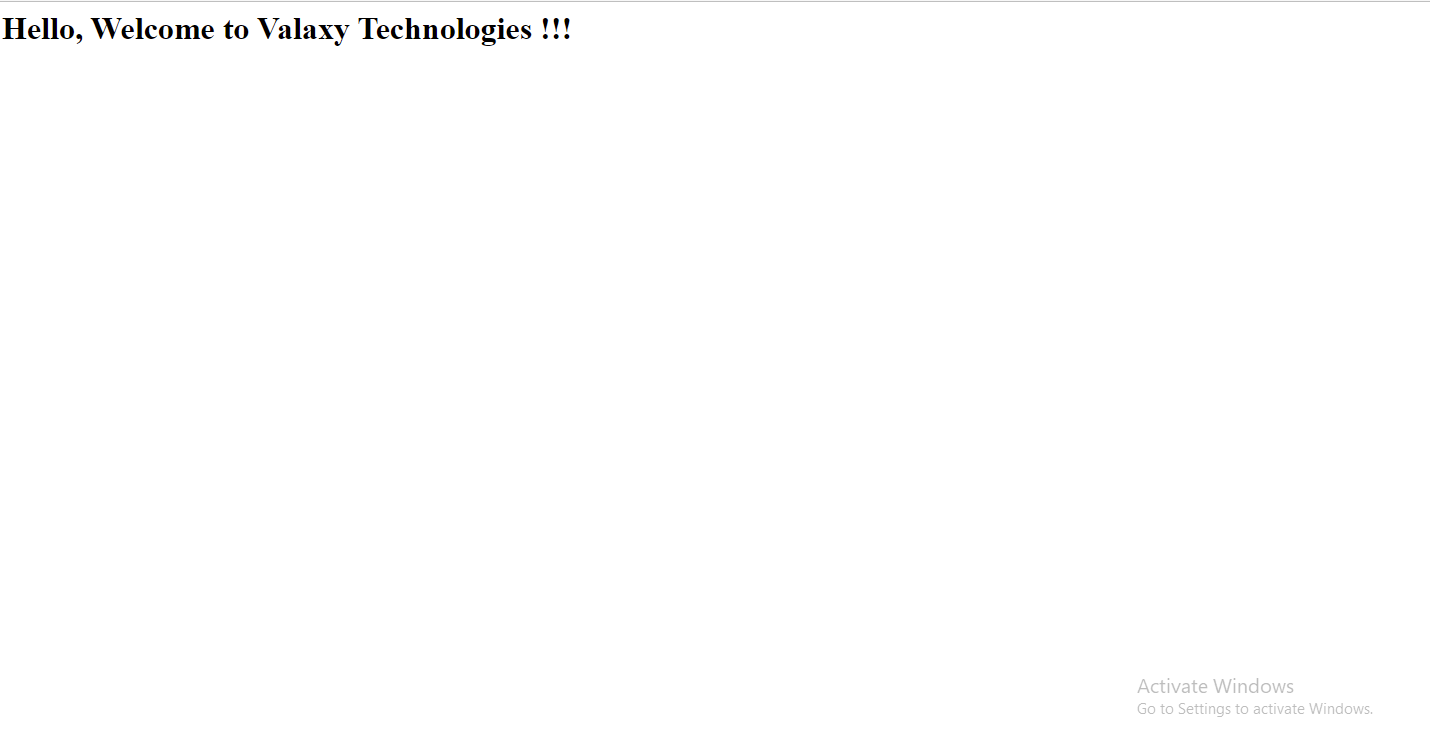 Hello, Welcome to Valaxy Technologies !!!
Activate Windows
Go to Settings to activate Windows.